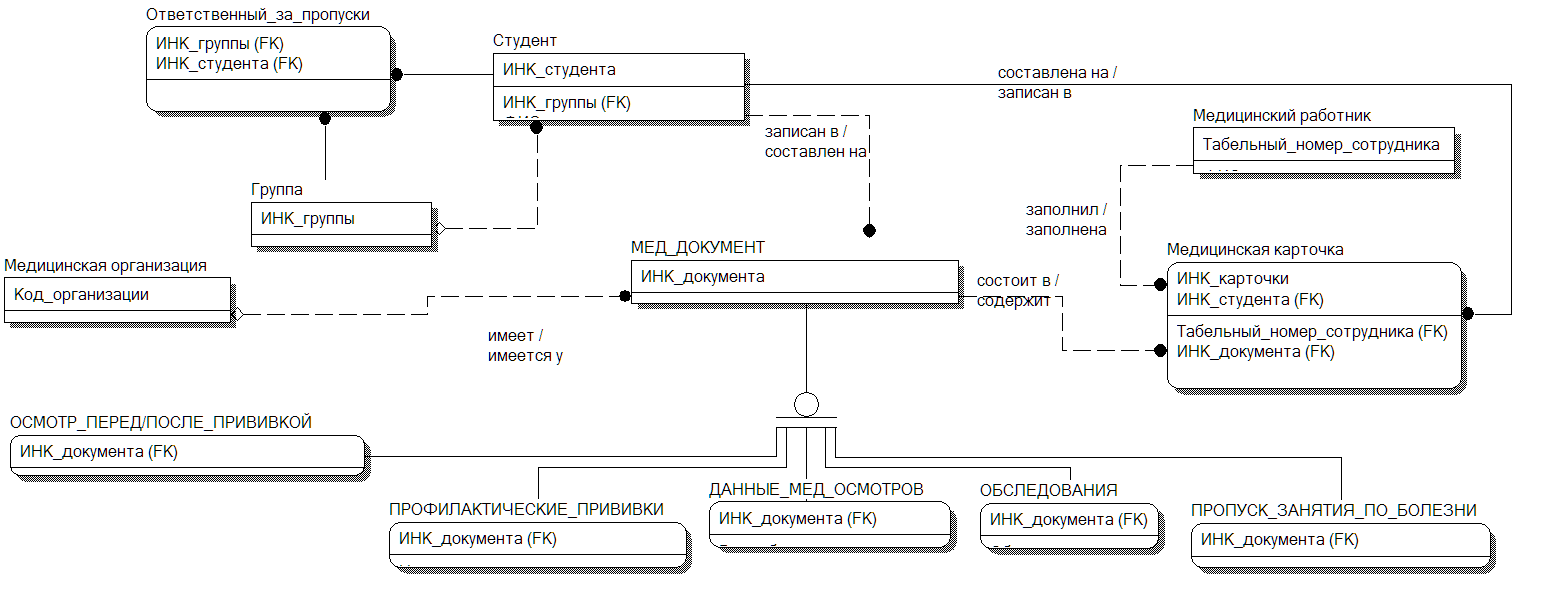 Ответственный_за_пропуски
ИНК_группы (FK)
ИНК_студента (FK)
Студент
ИНК_студента
ИНК_группы (FK)
составлена на /
записан в
Медицинский работник
Табельный_номер_сотрудника
записан в /
составлен на
Группа
ИНК_группы
заполнил /
заполнена
МЕД_ДОКУМЕНТ
ИНК_документа
Медицинская карточка
ИНК_карточки
ИНК_студента (FK)
Табельный_номер_сотрудника (FK)
ИНК_документа (FK)
Медицинская организация
Код_организации
состоит в /
содержит
имеет /
имеется у
ОСМОТР_ПЕРЕД/ПОСЛЕ_ПРИВИВКОЙ
ИНК_документа (FK)
ПРОФИЛАКТИЧЕСКИЕ_ПРИВИВКИ
ИНК_документа (FK)
ДАННЫЕ_МЕД_ОСМОТРОВ
ИНК_документа (FK)
ОБСЛЕДОВАНИЯ
ИНК_документа (FK)
ПРОПУСК_ЗАНЯТИЯ_ПО_БОЛЕЗНИ
ИНК_документа (FK)